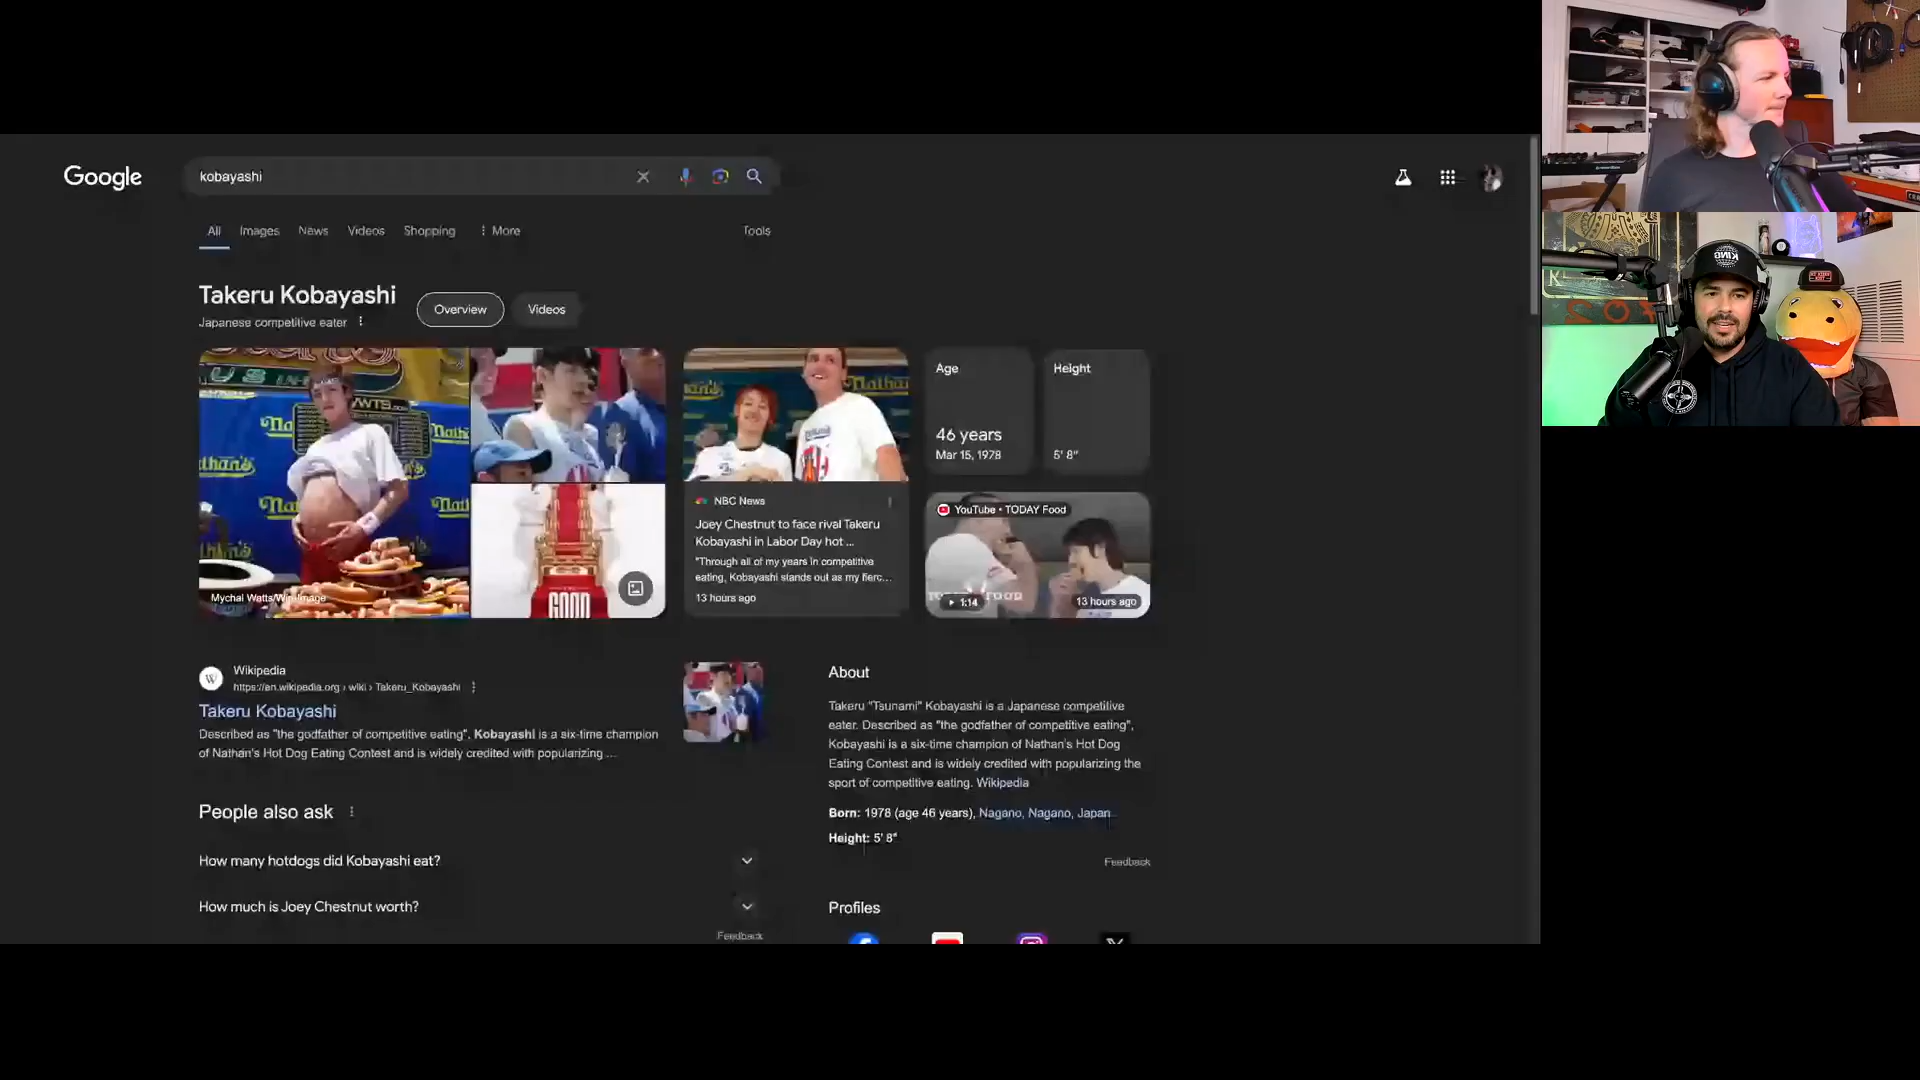 Google
kobayashi
All
Images
News
Videos
Shopping
More
Tools
Takeru Kobayashi
Japanese competitive eater
Overview
Videos
Mychal Watts/WireImage
GOOD
NBC News
Joey Chestnut to face rival Takeru
Kobayashi in Labor Day hot ...
"Through all of my years in competitive
eating, Kobayashi stands out as my fierc...
13 hours ago
Age
46 years
Mar 15, 1978
Height
5' 8"
YouTube • TODAY Food
1:14
13 hours ago
Wikipedia
https://en.wikipedia.org › wiki › Takeru_Kobayashi
Takeru Kobayashi
Described as "the godfather of competitive eating", Kobayashi is a six-time champion
of Nathan's Hot Dog Eating Contest and is widely credited with popularizing ...
People also ask
How many hotdogs did Kobayashi eat?
How much is Joey Chestnut worth?
Feedback
About
Takeru "Tsunami" Kobayashi is a Japanese competitive
eater. Described as "the godfather of competitive eating",
Kobayashi is a six-time champion of Nathan's Hot Dog
Eating Contest and is widely credited with popularizing the
sport of competitive eating. Wikipedia
Born: 1978 (age 46 years), Nagano, Nagano, Japan
Height: 5' 8"
Feedback
Profiles
KING